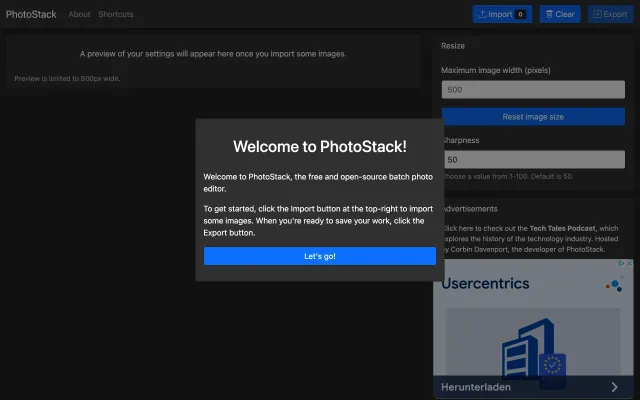 PhotoStack About Shortcuts Import 0 Clear Export
A preview of your settings will appear here once you import some images.
Preview is limited to 800px wide.
Resize
Maximum image width (pixels)
500
Reset image size
Sharpness
50
Choose a value from 1-100. Default is 50.
Advertisements
Click here to check out the Tech Tales Podcast, which
explores the history of the technology industry. Hosted
by Corbin Davenport, the developer of PhotoStack.
Usercentrics
Herunterladen
Welcome to PhotoStack!
Welcome to PhotoStack, the free and open-source batch photo
editor.
To get started, click the Import button at the top-right to import
some images. When you're ready to save your work, click the
Export button.
Let's go!